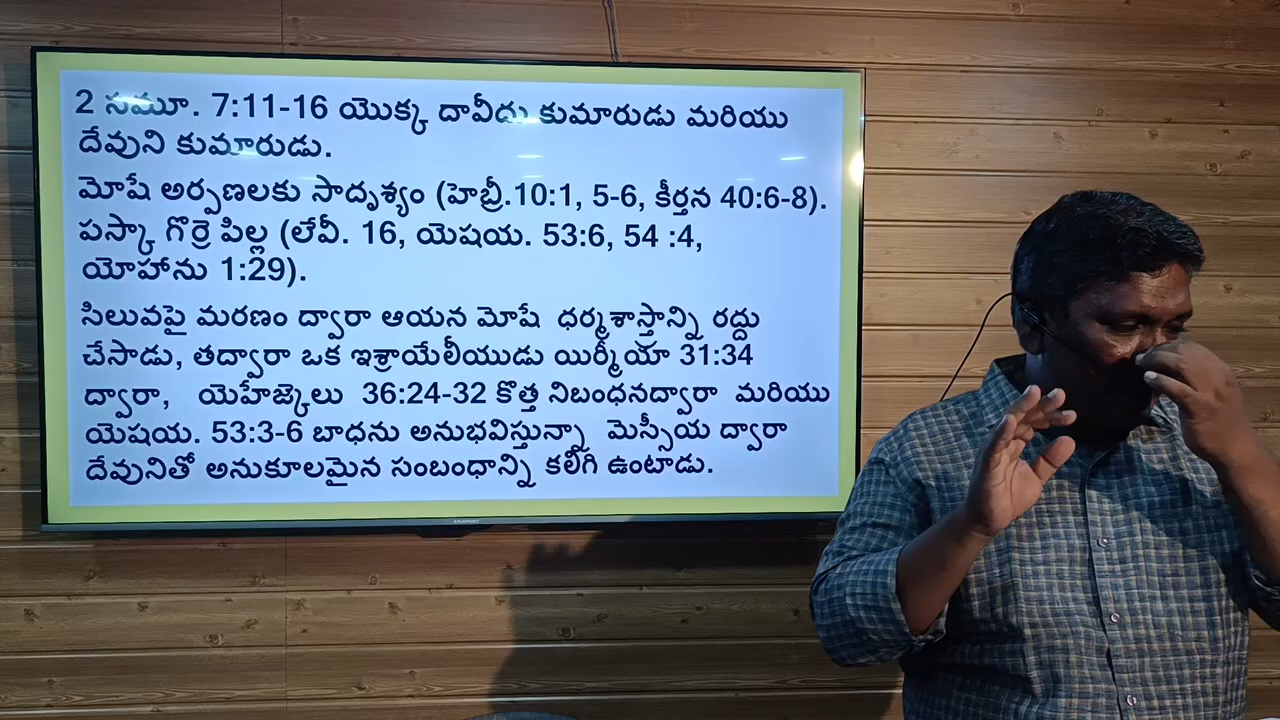 2 సమూ. 7:11-16 యొక్క దావీదు కుమారుడు మరియు
దేవుని కుమారుడు.
మోషే అర్పణలకు సాదృశ్యం (హెబ్రీ.10:1, 5-6, కీర్తన 40:6-8).
పస్కా గొర్రె పిల్ల (లేవీ. 16, యెషయ. 53:6, 54 :4,
యోహాను 1:29).
సిలువపై మరణం ద్వారా ఆయన మోషే ధర్మశాస్త్రాన్ని రద్దు
చేసాడు, తద్వారా ఒక ఇశ్రాయేలీయుడు యిర్మీయా 31:34
ద్వారా, యెహేజ్కెలు 36:24-32 కొత్త నిబంధనద్వారా మరియు
యెషయ. 53:3-6 బాధను అనుభవిస్తున్నా మెస్సీయ ద్వారా
దేవునితో అనుకూలమైన సంబంధాన్ని కలిగి ఉంటాడు.